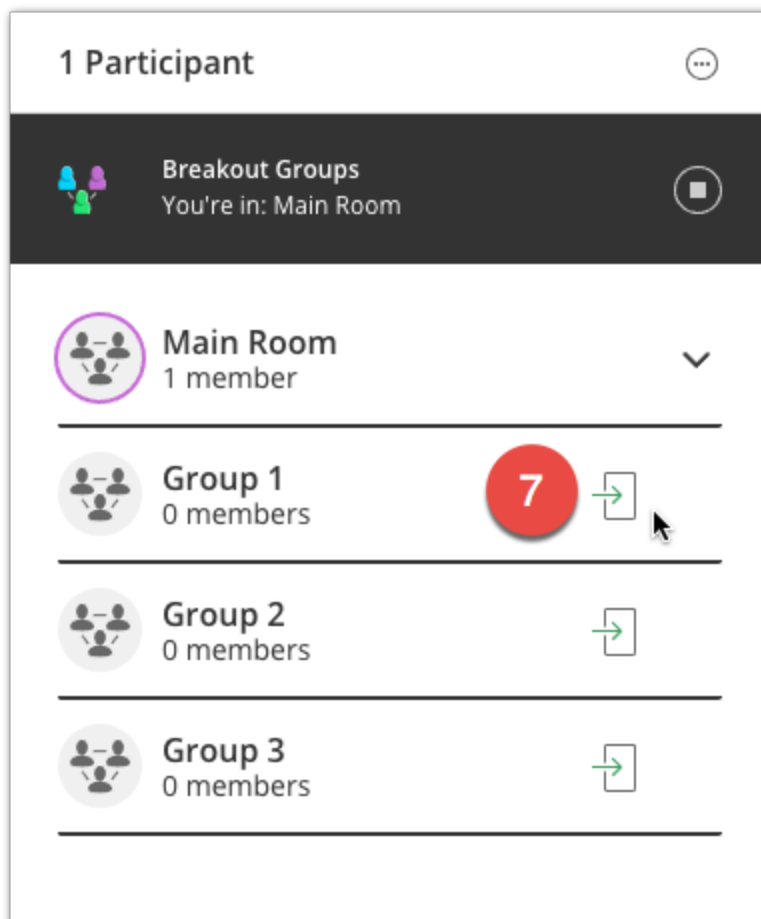 1 Participant
Breakout Groups
You're in: Main Room
Main Room
1 member
Group 1
0 members
7
Group 2
0 members
Group 3
0 members